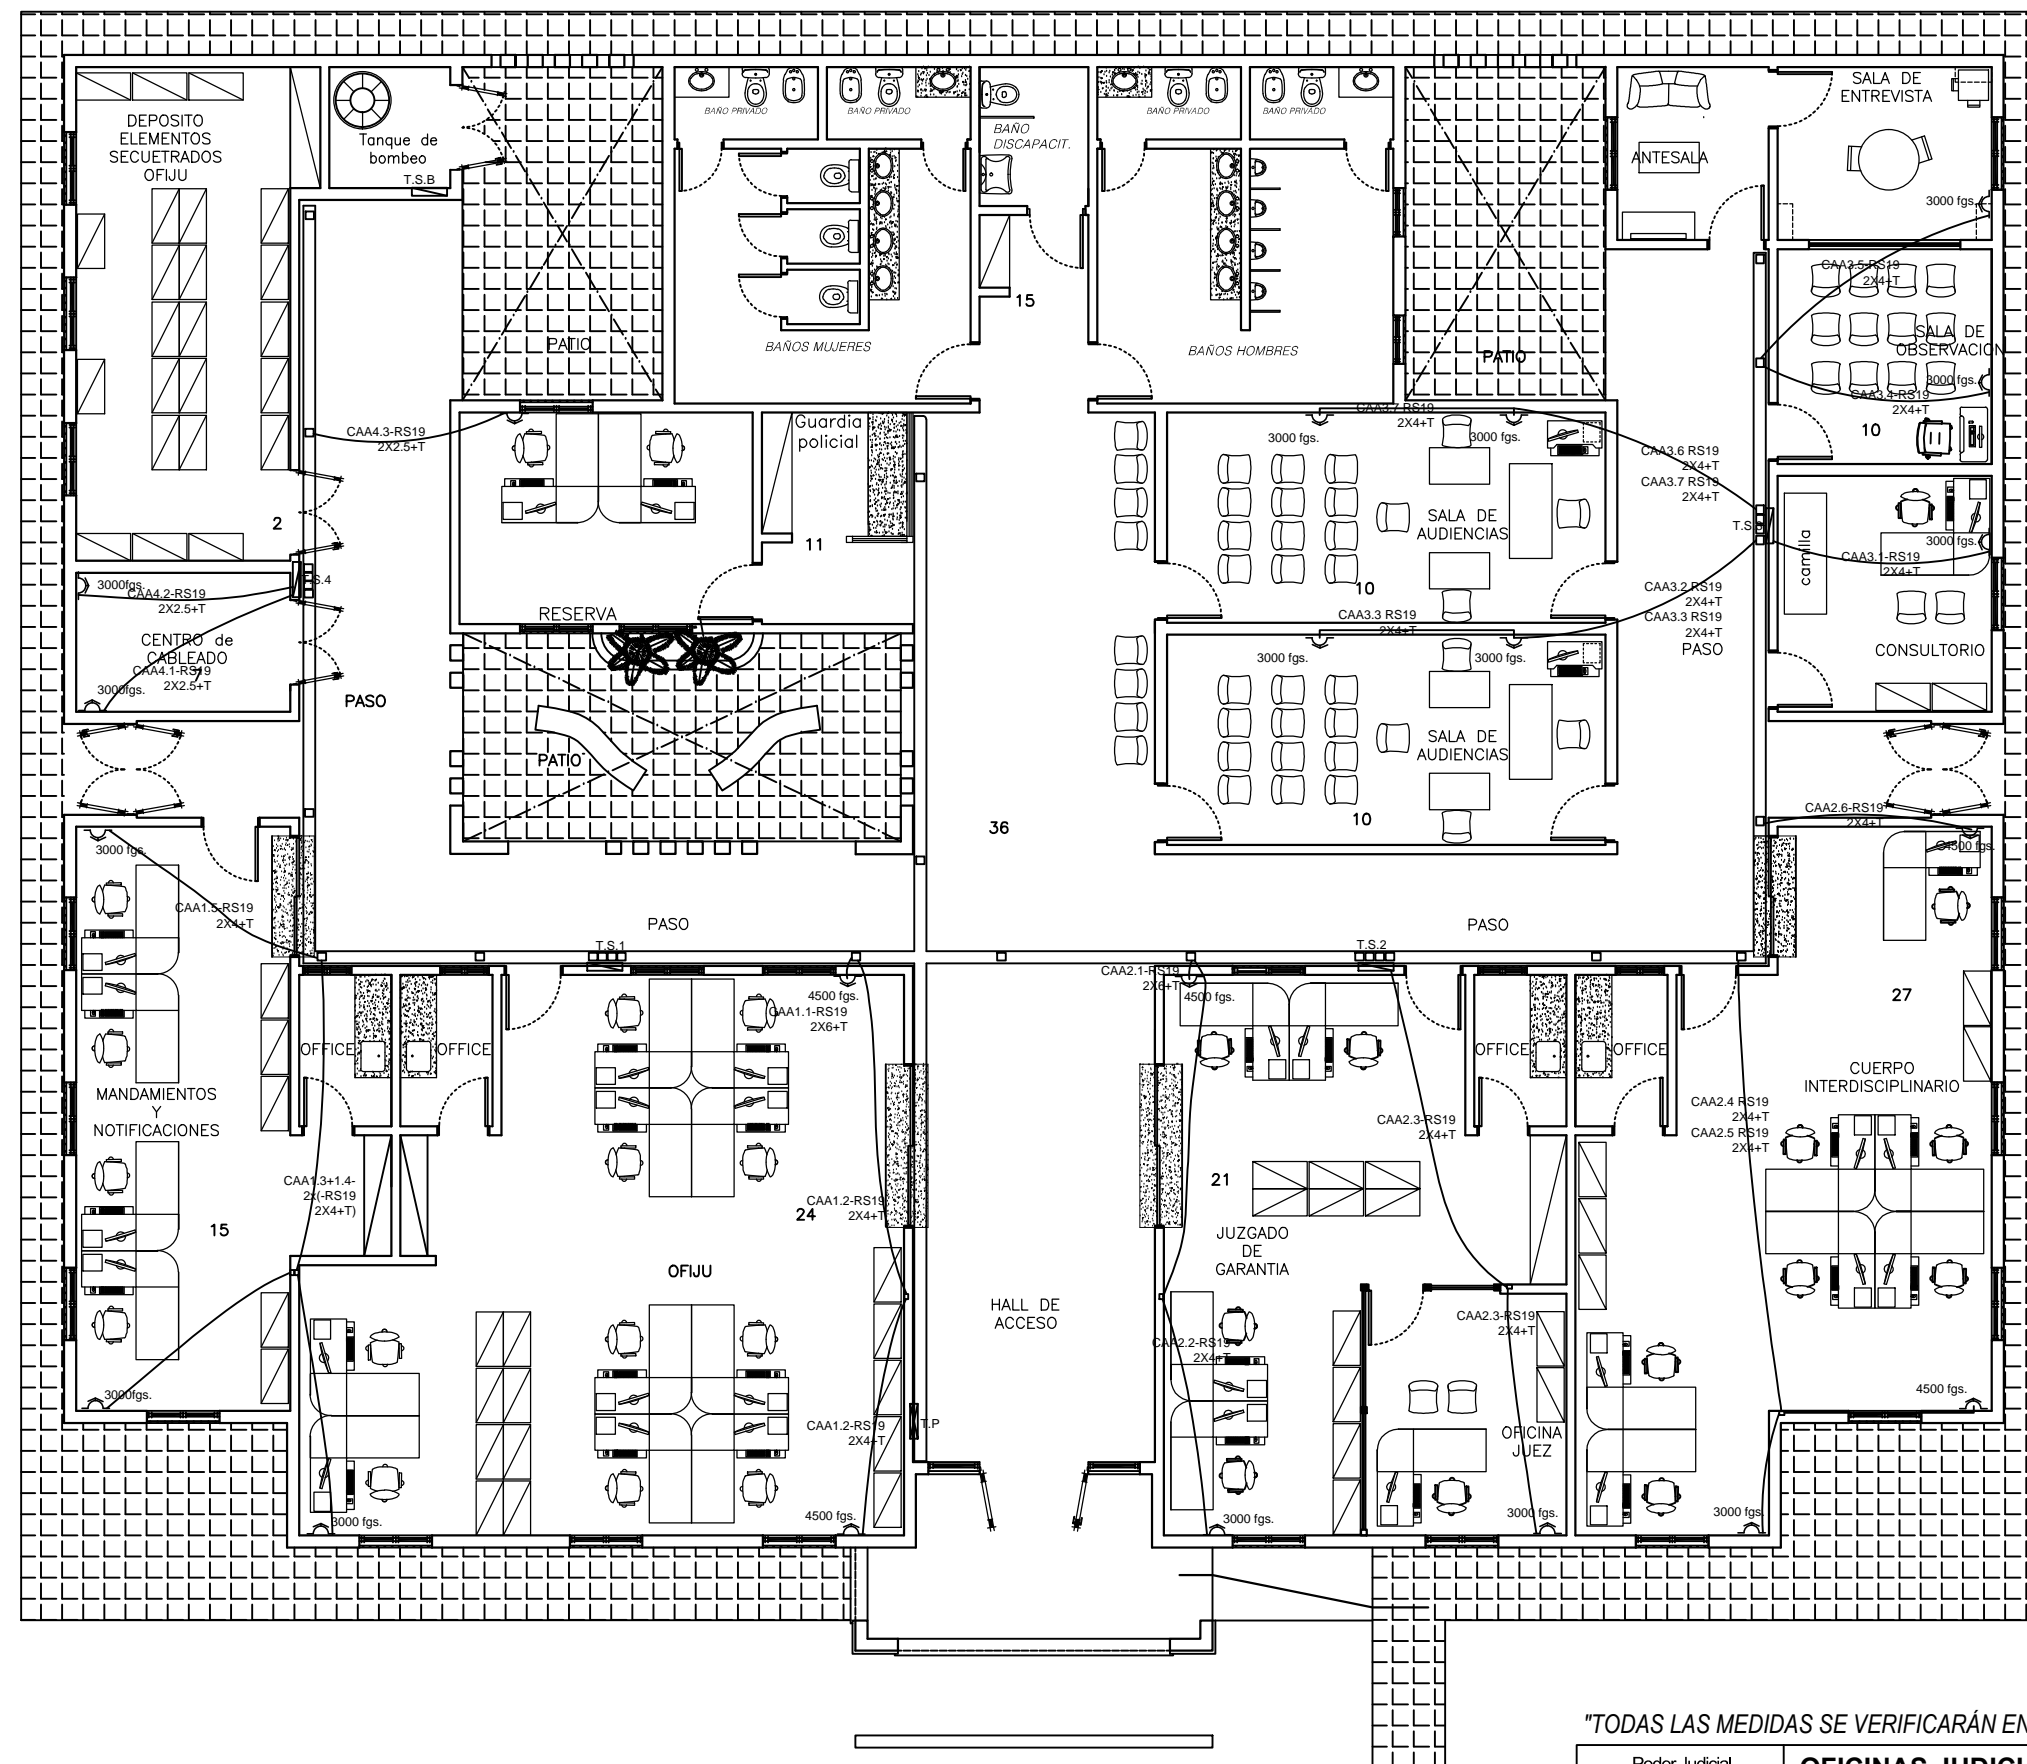 DEPOSITO
ELEMENTOS
SECUETRADOS
OFIJU
Tanque de
bombeo
T.S.B
BAÑO PRIVADO
BAÑO PRIVADO
BAÑO
DISCAPACIT.
BAÑO PRIVADO
BAÑO PRIVADO
ANTESALA
SALA DE
ENTREVISTA
3000 fgs.
CAA3.5-RS19
2X4+T
15
PATIO
BAÑOS MUJERES
BAÑOS HOMBRES
PATIO
SALA DE
OBSERVACION
3000 fgs.
CAA3.4-RS19
2X4+T
10
CAA4.3-RS19
2X2.5+T
Guardia
policial
11
2
CAA3.7-RS19
2X4+T
3000 fgs.
3000 fgs.
CAA3.6 RS19
2X4+T
CAA3.7 RS19
2X4+T
SALA DE
AUDIENCIAS
10
3000 fgs.
CAA3.1-RS19
2X4+T
camilla
CONSULTORIO
3000fgs.
CAA4.2-RS19
2X2.5+T
CENTRO de
CABLEADO
CAA4.1-RS19
2X2.5+T
3000fgs.
RESERVA
CAA3.2 RS19
2X4+T
CAA3.3 RS19
2X4+T
PASO
CAA3.3 RS19
2X4+T
3000 fgs.
3000 fgs.
PASO
PATIO
SALA DE
AUDIENCIAS
10
36
CAA2.6-RS19
2X4+T
3000 fgs.
CAA1.5-RS19
2X4+T
PASO
PASO
T.S.1
T.S.2
CAA2.1-RS19
2X6+T
4500 fgs.
4500 fgs.
CAA1.1-RS19
2X6+T
27
OFFICE
OFFICE
OFFICE
OFFICE
MANDAMIENTOS
Y
NOTIFICACIONES
CUERPO
INTERDISCIPLINARIO
CAA2.3-RS19
2X4+T
CAA2.4 RS19
2X4+T
CAA2.5 RS19
2X4+T
CAA1.3+1.4-
2x(-RS19
2X4+T)
15
CAA1.2-RS19
2X4+T
24
21
JUZGADO
DE
GARANTIA
OFIJU
HALL DE
ACCESO
CAA2.2-RS19
2X4+T
CAA2.3-RS19
2X4+T
3000fgs.
4500 fgs.
CAA1.2-RS19
2X4+T
T.P
OFICINA
JUEZ
3000 fgs.
4500 fgs.
3000 fgs.
3000 fgs.
3000 fgs.
"TODAS LAS MEDIDAS SE VERIFICARÁN EN
Poder Judicial